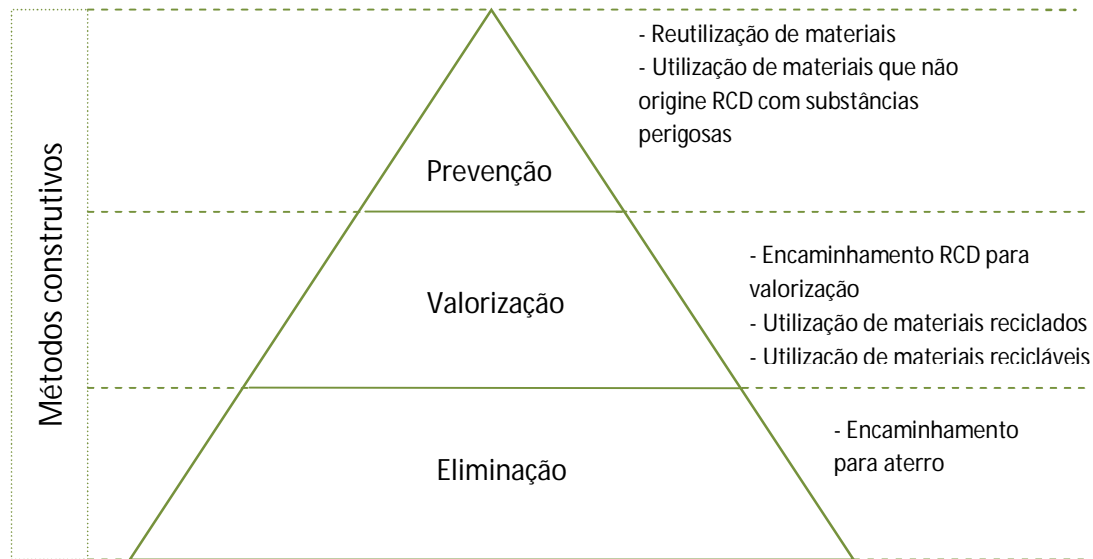 Métodos construtivos
- Reutilização de materiais
- Utilização de materiais que não
origine RCD com substâncias
perigosas
Prevenção
- Encaminhamento RCD para
valorização
- Utilização de materiais reciclados
- Utilização de materiais recicláveis
Valorização
- Encaminhamento
para aterro
Eliminação